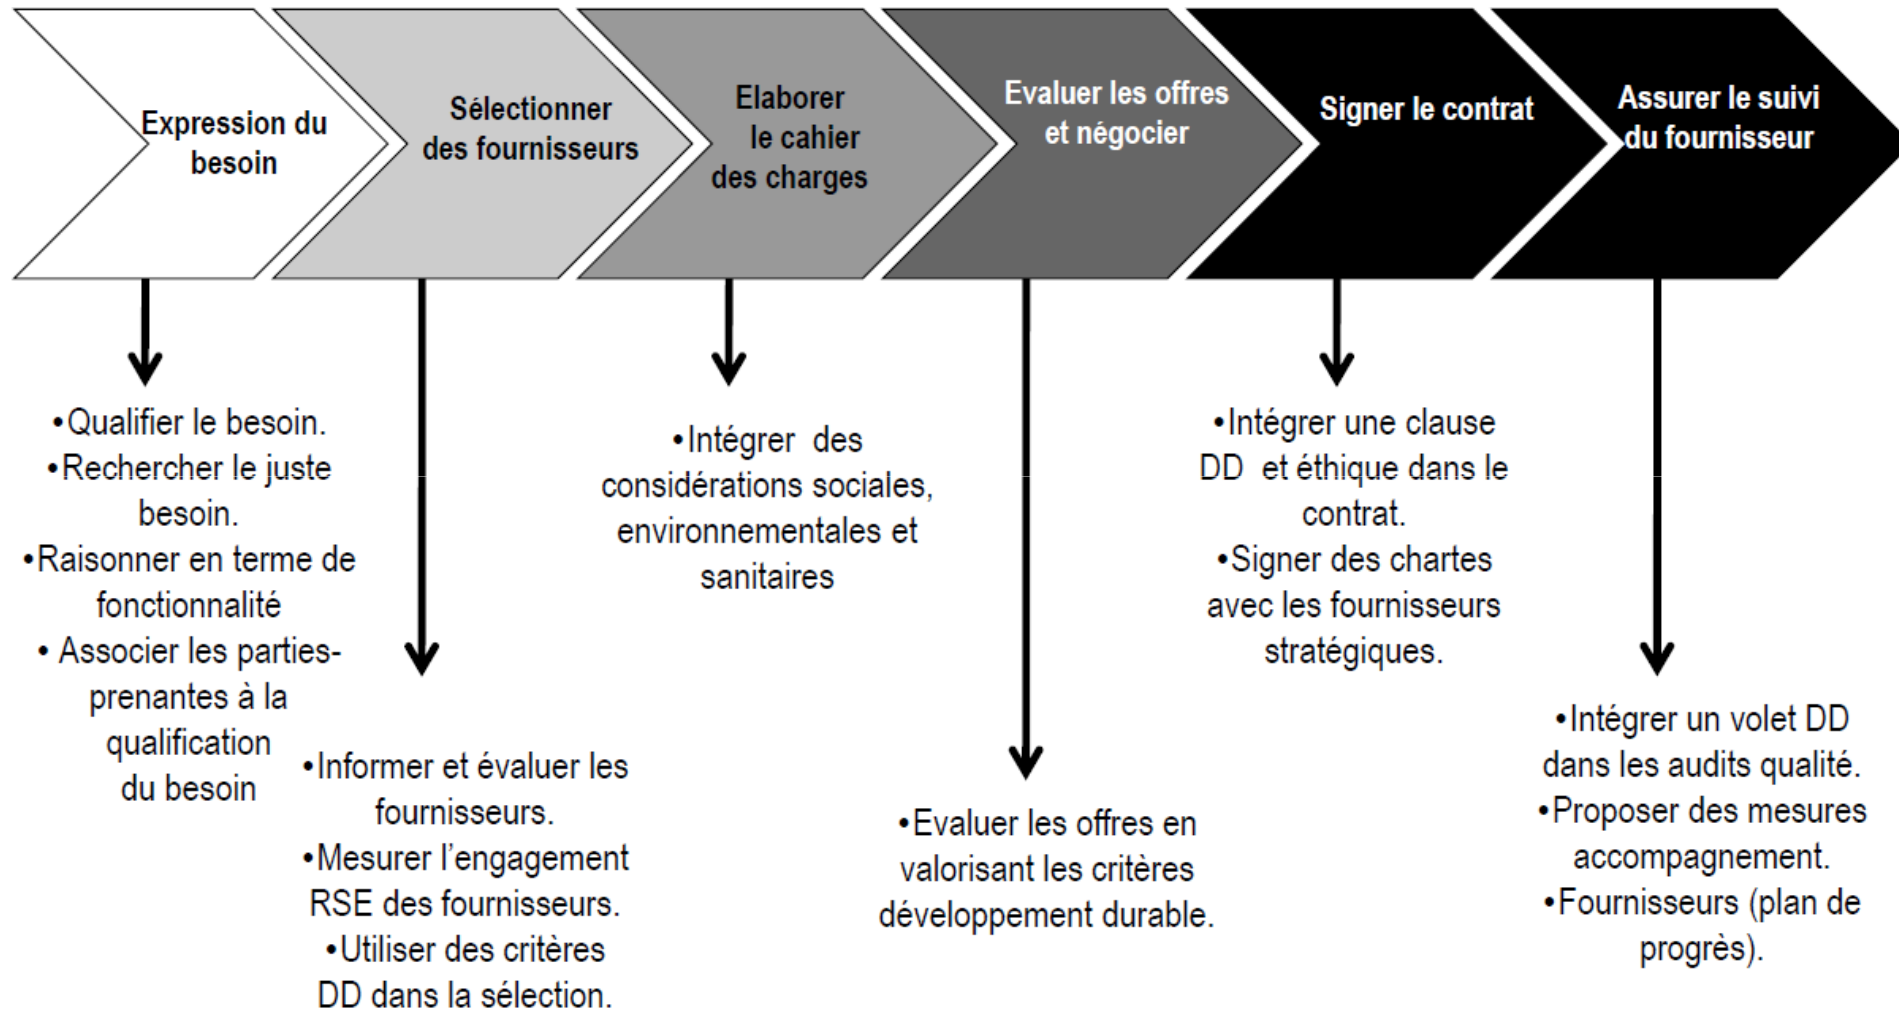 Expression du
besoin
Sélectionner
des fournisseurs
Elaborer
le cahier
des charges
Evaluer les offres
et négocier
Signer le contrat
Assurer le suivi
du fournisseur
•Qualifier le besoin.
•Rechercher le juste
besoin.
•Raisonner en terme de
fonctionnalité
• Associer les parties-
prenantes à la
qualification
du besoin
•Informer et évaluer les
fournisseurs.
•Mesurer l’engagement
RSE des fournisseurs.
•Utiliser des critères
DD dans la sélection.
•Intégrer des
considérations sociales,
environnementales et
sanitaires
•Evaluer les offres en
valorisant les critères
développement durable.
•Intégrer une clause
DD et éthique dans le
contrat.
•Signer des chartes
avec les fournisseurs
stratégiques.
•Intégrer un volet DD
dans les audits qualité.
•Proposer des mesures
accompagnement.
•Fournisseurs (plan de
progrès).